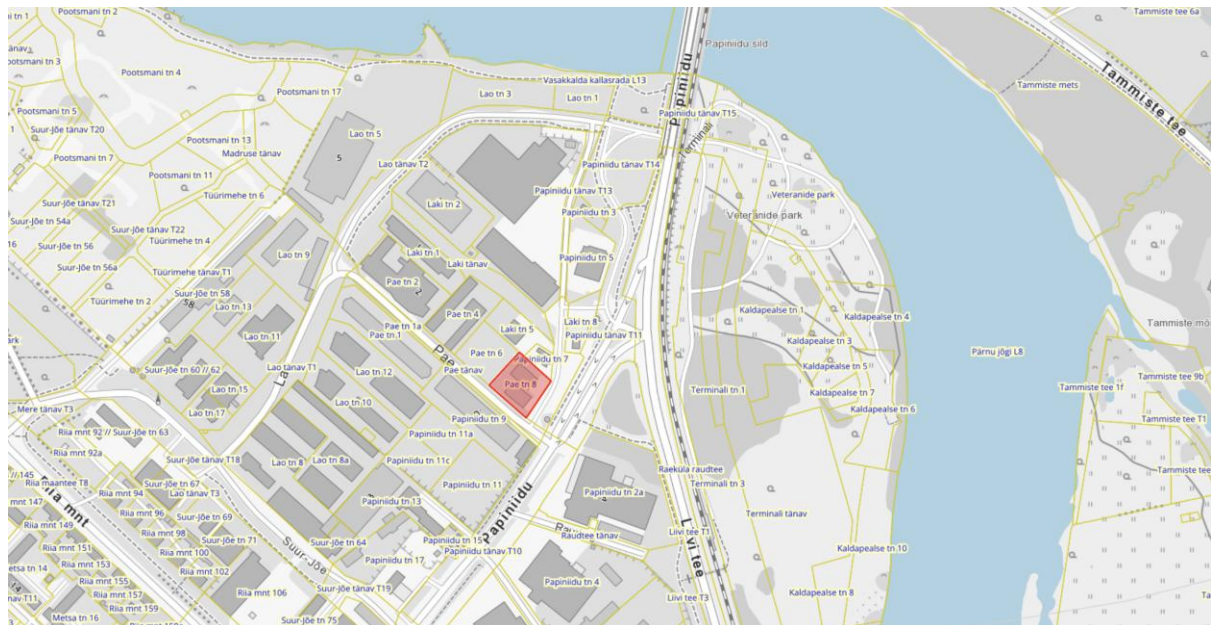 Pootsmani tn 1
Pootsmani tn 2
Tammiste tee 6a
Pootsmani tn 3
Pootsmani tn 4
Papiniidu sild
Pootsmani tn 5
Pootsmani tn 17
Vasakkalda kallasrada L13
Tammiste tee
Tammiste mets
Lao tn 3
Lao tn 1
Papiniidu
Papiniidu tänav T15
Suur-Jõe tänav T20
Lao tn 5
5
Terminali
Pootsmani tn 13
Madruse tänav
Pootsmani tn 7
Lao tänav T2
Papiniidu tänav T14
Pootsmani tn 11
Papiniidu tänav T13
Tüürimehe tn 6
Veteranide park
Suur-Jõe tänav T21
Laki tn 2
Papiniidu tn 3
Veteranide park
Suur-Jõe tn 54a
Suur-Jõe tänav T22
Suur-Jõe tn 56
Tüürimehe tn 4
Laki tn 1
Lao tn 9
Papiniidu tn 5
Suur-Jõe tn 56a
Tüürimehe tänav T1
Laki tänav
Pae tn 2
2
Suur-Jõe tn 58
58
Tüürimehe tn 2
Lao tn 13
Pae tn 4
Kaldapealse tn 1
Kaldapealse tn 4
Laki tn 8
Pae tn 1a
Laki tn 5
Pae tn 1
Papiniidu tänav T11
Lao tn 11
Kaldapealse tn 3
Pärnu jõgi L8
Pae
Pae tn 6
Papiniidu tn 7
Lao tänav T1
Pae tänav
Kaldapealse tn 5
Suur-Jõe tn 60 // 62
Lao tn 12
Pae tn 8
Tammiste tee 9b
Lao tn 15
Terminali tn 1
Kaldapealse tn 7
Tammiste tee 1f
Lao tn 10
Mere tänav T3
Lao tn 17
Kaldapealse tn 6
Papiniidu tn 9
Tammiste tee T1
Riia mnt 92 // Suur-Jõe tn 63
Papiniidu tn 11a
Riia mnt 92a
Suur-Jõe tänav T18
Lao tn 8
Lao tn 8a
Papiniidu tn 11c
Raeküla raudtee
Riia maantee T8
Suur-Jõe tn 67
Papiniidu tn 11
Terminali tn 3
Riia mnt 94
Lao tänav T3
Papiniidu tn 2a
Riia mnt 147
Riia mnt
Riia mnt 96
Papiniidu tn 13
Papiniidu
Suur-Jõe tn 69
Terminali tänav
Riia mnt 149
Riia mnt 98
Liivi tee T1
Riia mnt 151
Riia mnt 100
Suur-Jõe tn 71
Suur-Jõe tn 64
Papiniidu tn 15
Raudtee tänav
Kaldapealse tn 10
Riia mnt 153
Suur-Jõe
Papiniidu tänav T10
Metsa tn 14
Riia mnt 155
Riia mnt 102
Papiniidu tn 17
Liivi tee
Riia mnt 157
Riia mnt 106
Suur-Jõe tänav T19
Papiniidu tn 4
Kaldapealse tn 8
Riia mnt 159
Liivi tee T3
Metsa tn 16
Suur-Jõe tn 75